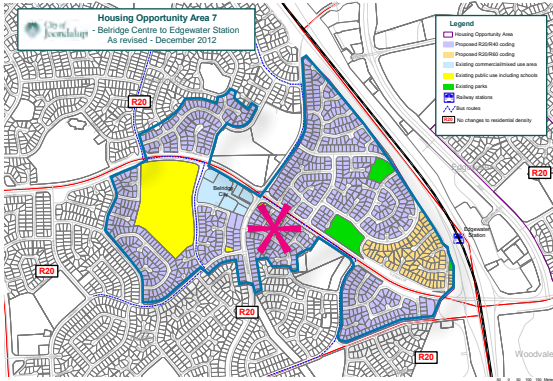 City of
Joondalup
Housing Opportunity Area 7
- Belridge Centre to Edgewater Station
As revised - December 2012
Legend
Housing Opportunity Area
Proposed R20/R40 coding
Proposed R20/R60 coding
Existing commercial/mixed use area
Existing public use including schools
Existing parks
Railway stations
Bus routes
R20 No changes to residential density
R20
R20
Belridge
City
Edgewater
Station
R20
R20
R20
Woodvale